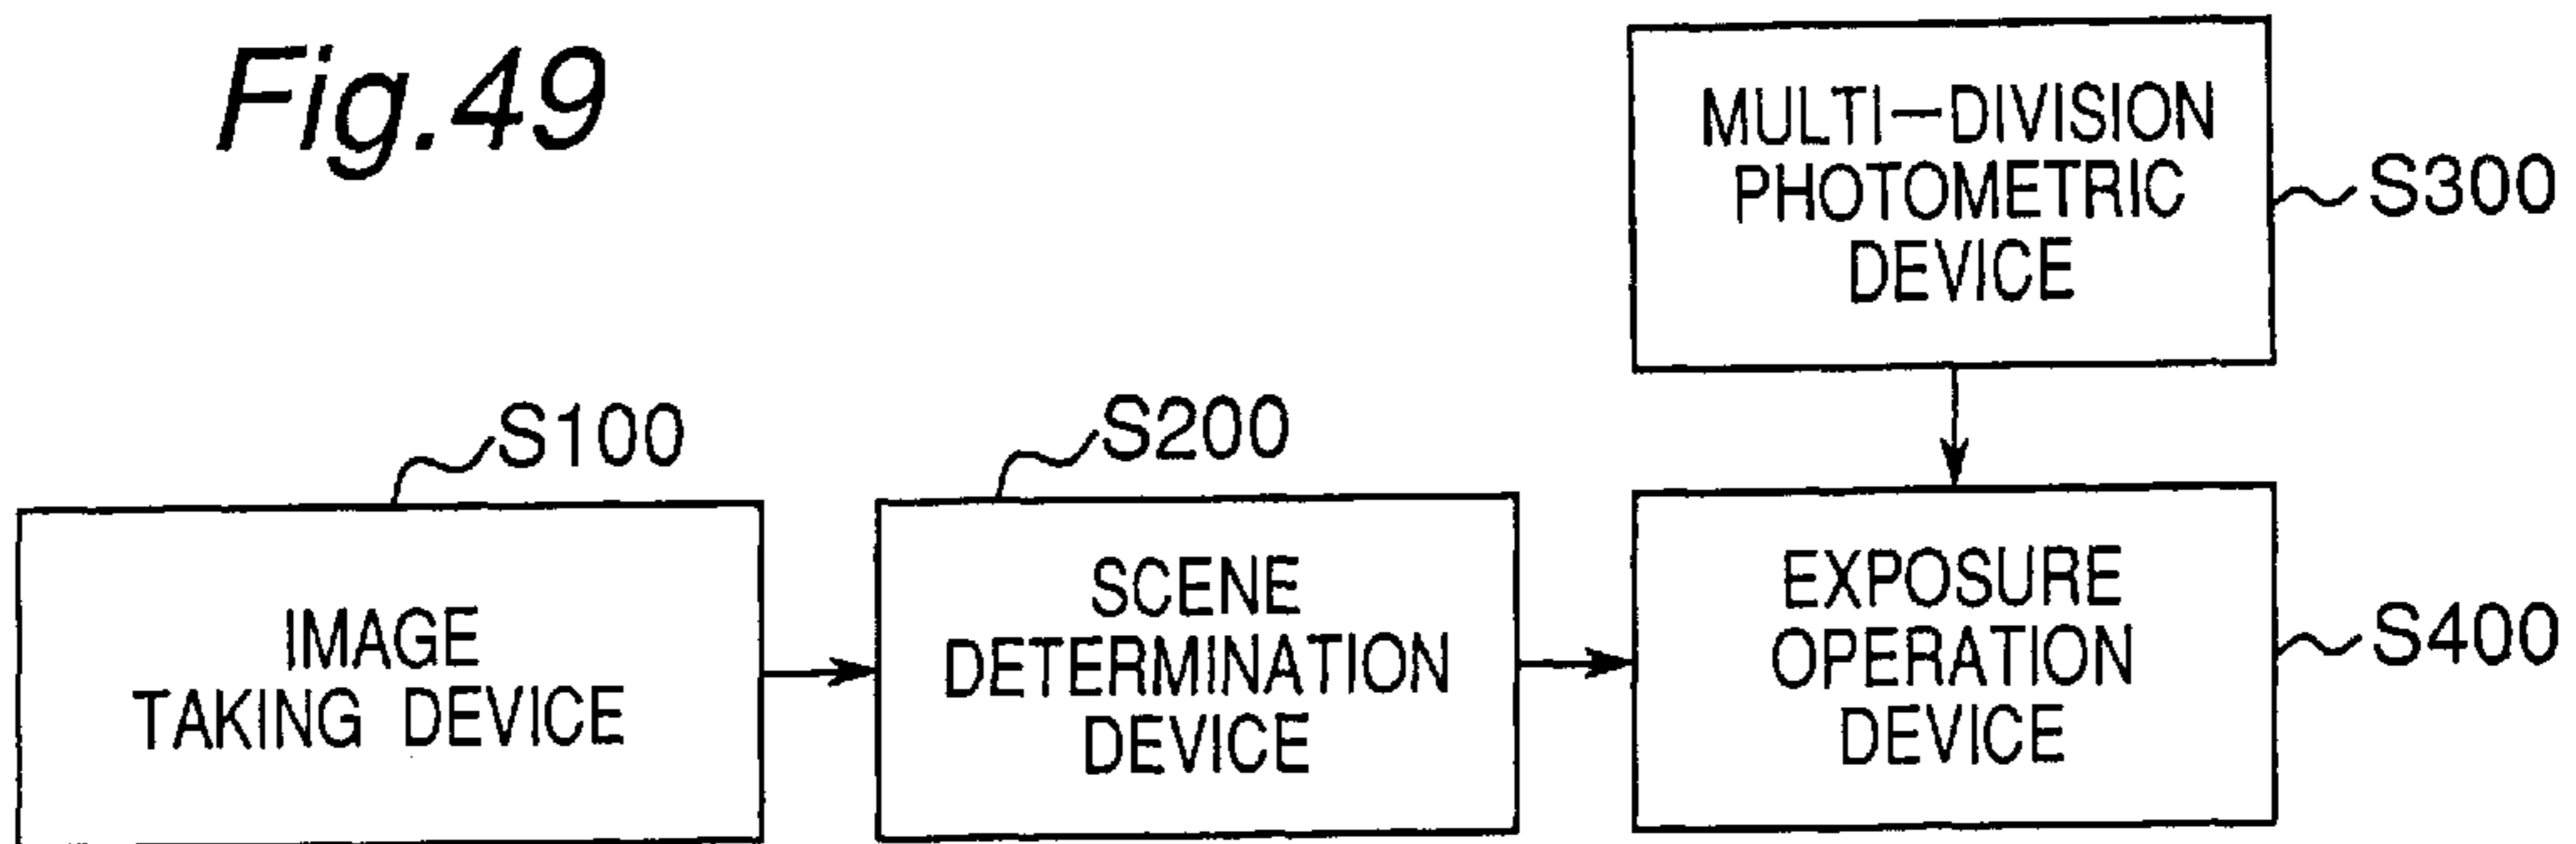 Fig.49
MULTI-DIVISION
PHOTOMETRIC
DEVICE
S300
S100
S200
IMAGE
TAKING DEVICE
SCENE
DETERMINATION
DEVICE
EXPOSURE
OPERATION
DEVICE
S400